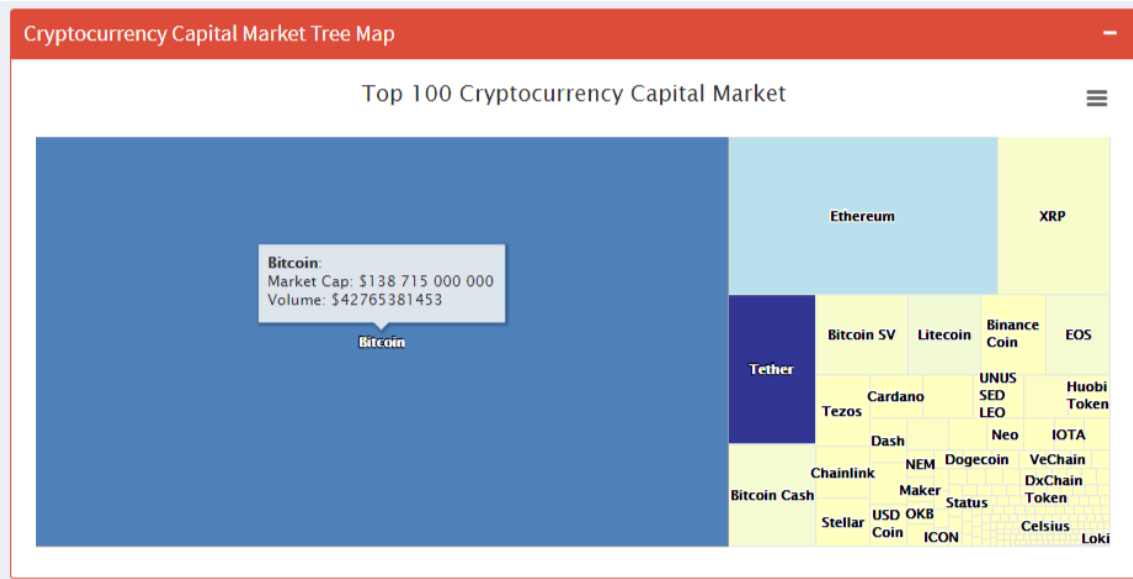 Cryptocurrency Capital Market Tree Map
Top 100 Cryptocurrency Capital Market
Bitcoin:
Market Cap: $138 715 000 000
Volume: $42765381453
Bitcoin
Ethereum
XRP
Tether
Bitcoin SV
Litecoin
Binance
Coin
EOS
Tezos
Cardano
UNUS
SED
LEO
Huobi
Token
Dash
Neo
IOTA
Bitcoin Cash
Chainlink
NEM
Dogecoin
VeChain
Maker
Status
DxChain
Token
Stellar
USD
Coin
OKB
ICON
Celsius
Loki